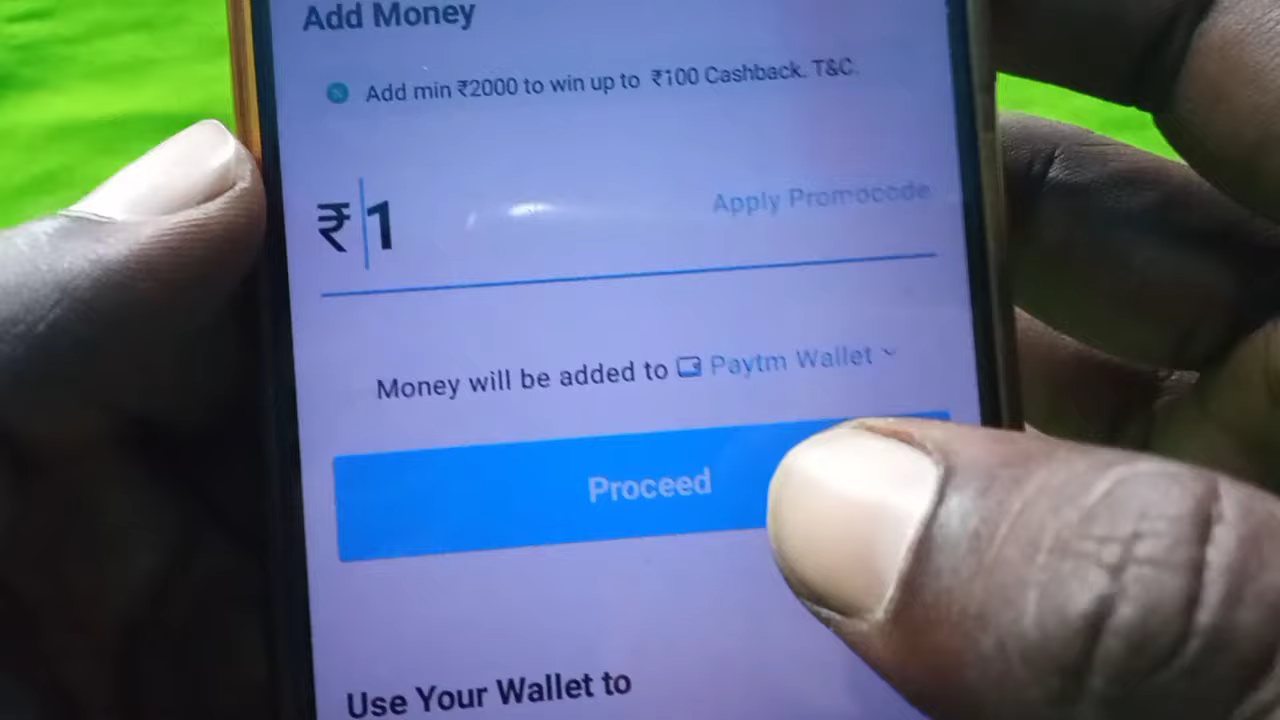 Add Money
Add min ₹2000 to win up to ₹100 Cashback. T&C.
₹1
Apply Promocode
Money will be added to Paytm Wallet
Proceed
Use Your Wallet to